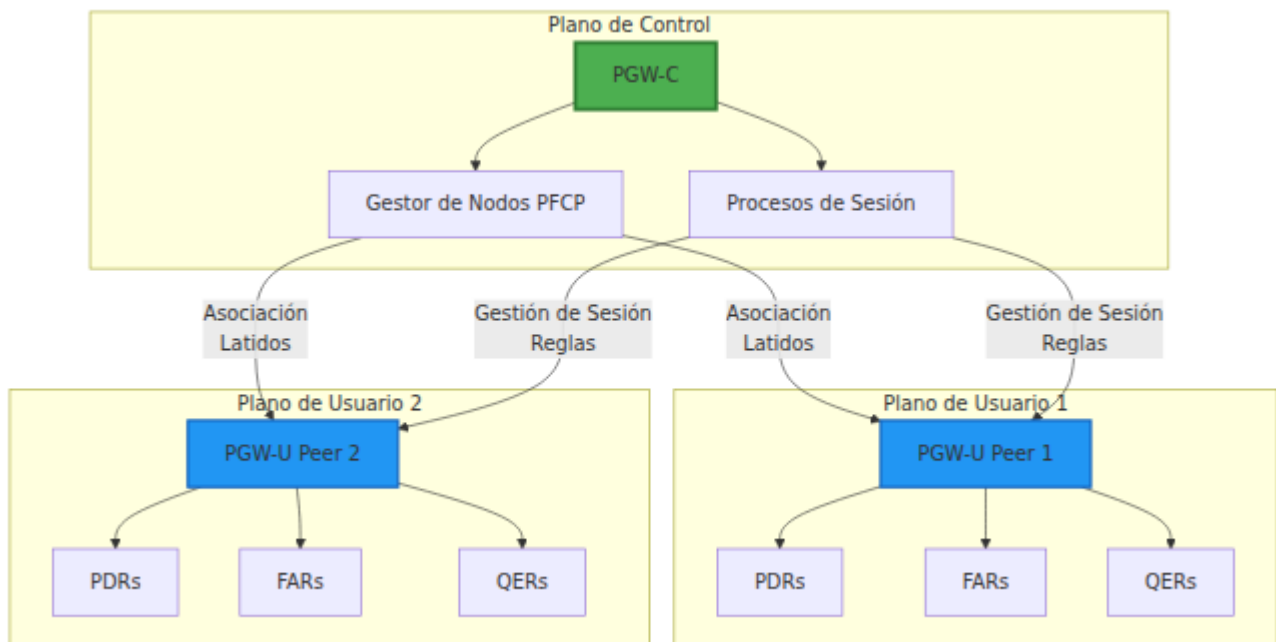 Plano de Control
PGW-C
Gestor de Nodos PFCP
Procesos de Sesión
Asociación
Latidos
Gestión de Sesión
Reglas
Asociación
Latidos
Gestión de Sesión
Reglas
Plano de Usuario 2
PGW-U Peer 2
PDRs
FARs
QERs
Plano de Usuario 1
PGW-U Peer 1
PDRs
FARs
QERs